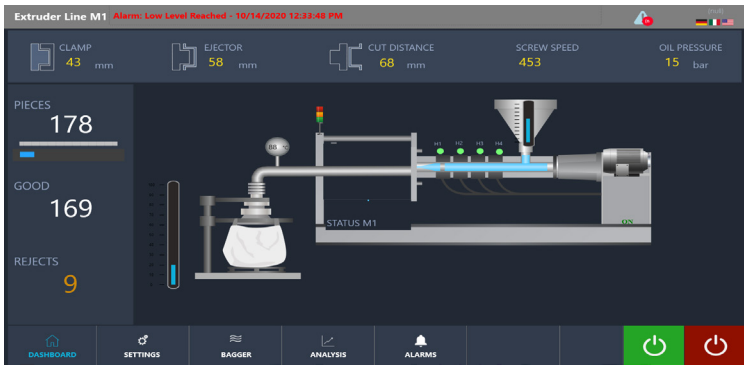 Extruder Line M1 Alarm: Low Level Reached - 10/14/2020 12:33:48 PM
(null)
CLAMP
43 mm
EJECTOR
58 mm
CUT DISTANCE
68 mm
SCREW SPEED
453
OIL PRESSURE
15 bar
PIECES
178
GOOD
169
REJECTS
9
H1 H2 H3 H4
STATUS M1
ON
DASHBOARD
SETTINGS
BAGGER
ANALYSIS
ALARMS